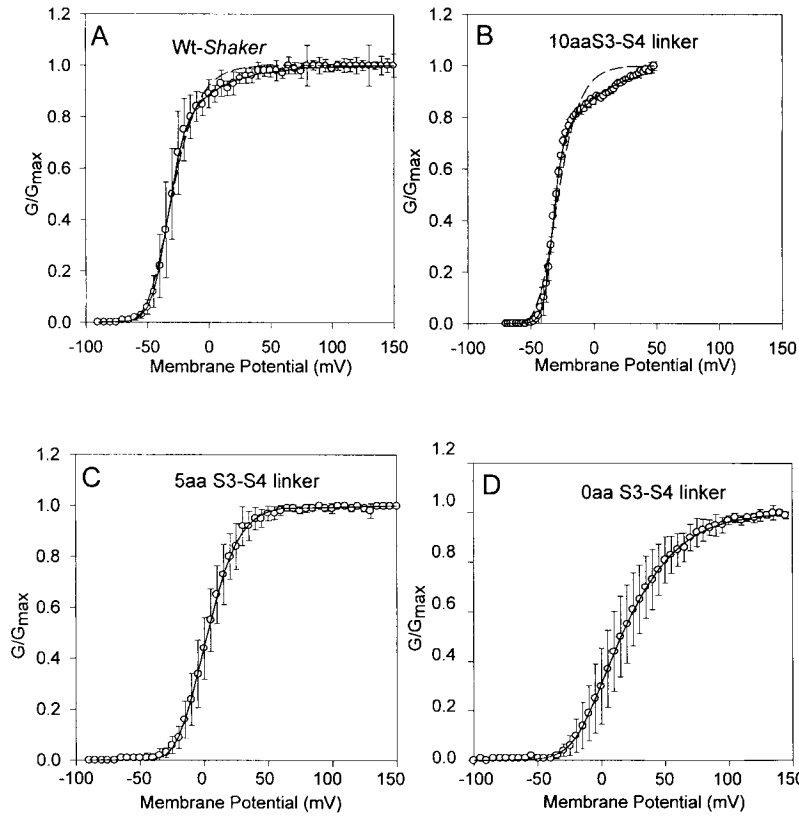 A
Wt-Shaker
1.2
1.0
0.8
0.6
0.4
0.2
0.0
G/Gmax
-100 -50 0 50 100 150
Membrane Potential (mV)
B
10aaS3-S4 linker
1.2
1.0
0.8
0.6
0.4
0.2
0.0
G/Gmax
-100 -50 0 50 100 150
Membrane Potential (mV)
C
5aa S3-S4 linker
1.2
1.0
0.8
0.6
0.4
0.2
0.0
G/Gmax
-100 -50 0 50 100 150
Membrane Potential (mV)
D
0aa S3-S4 linker
1.2
1.0
0.8
0.6
0.4
0.2
0.0
G/Gmax
-100 -50 0 50 100 150
Membrane Potential (mV)